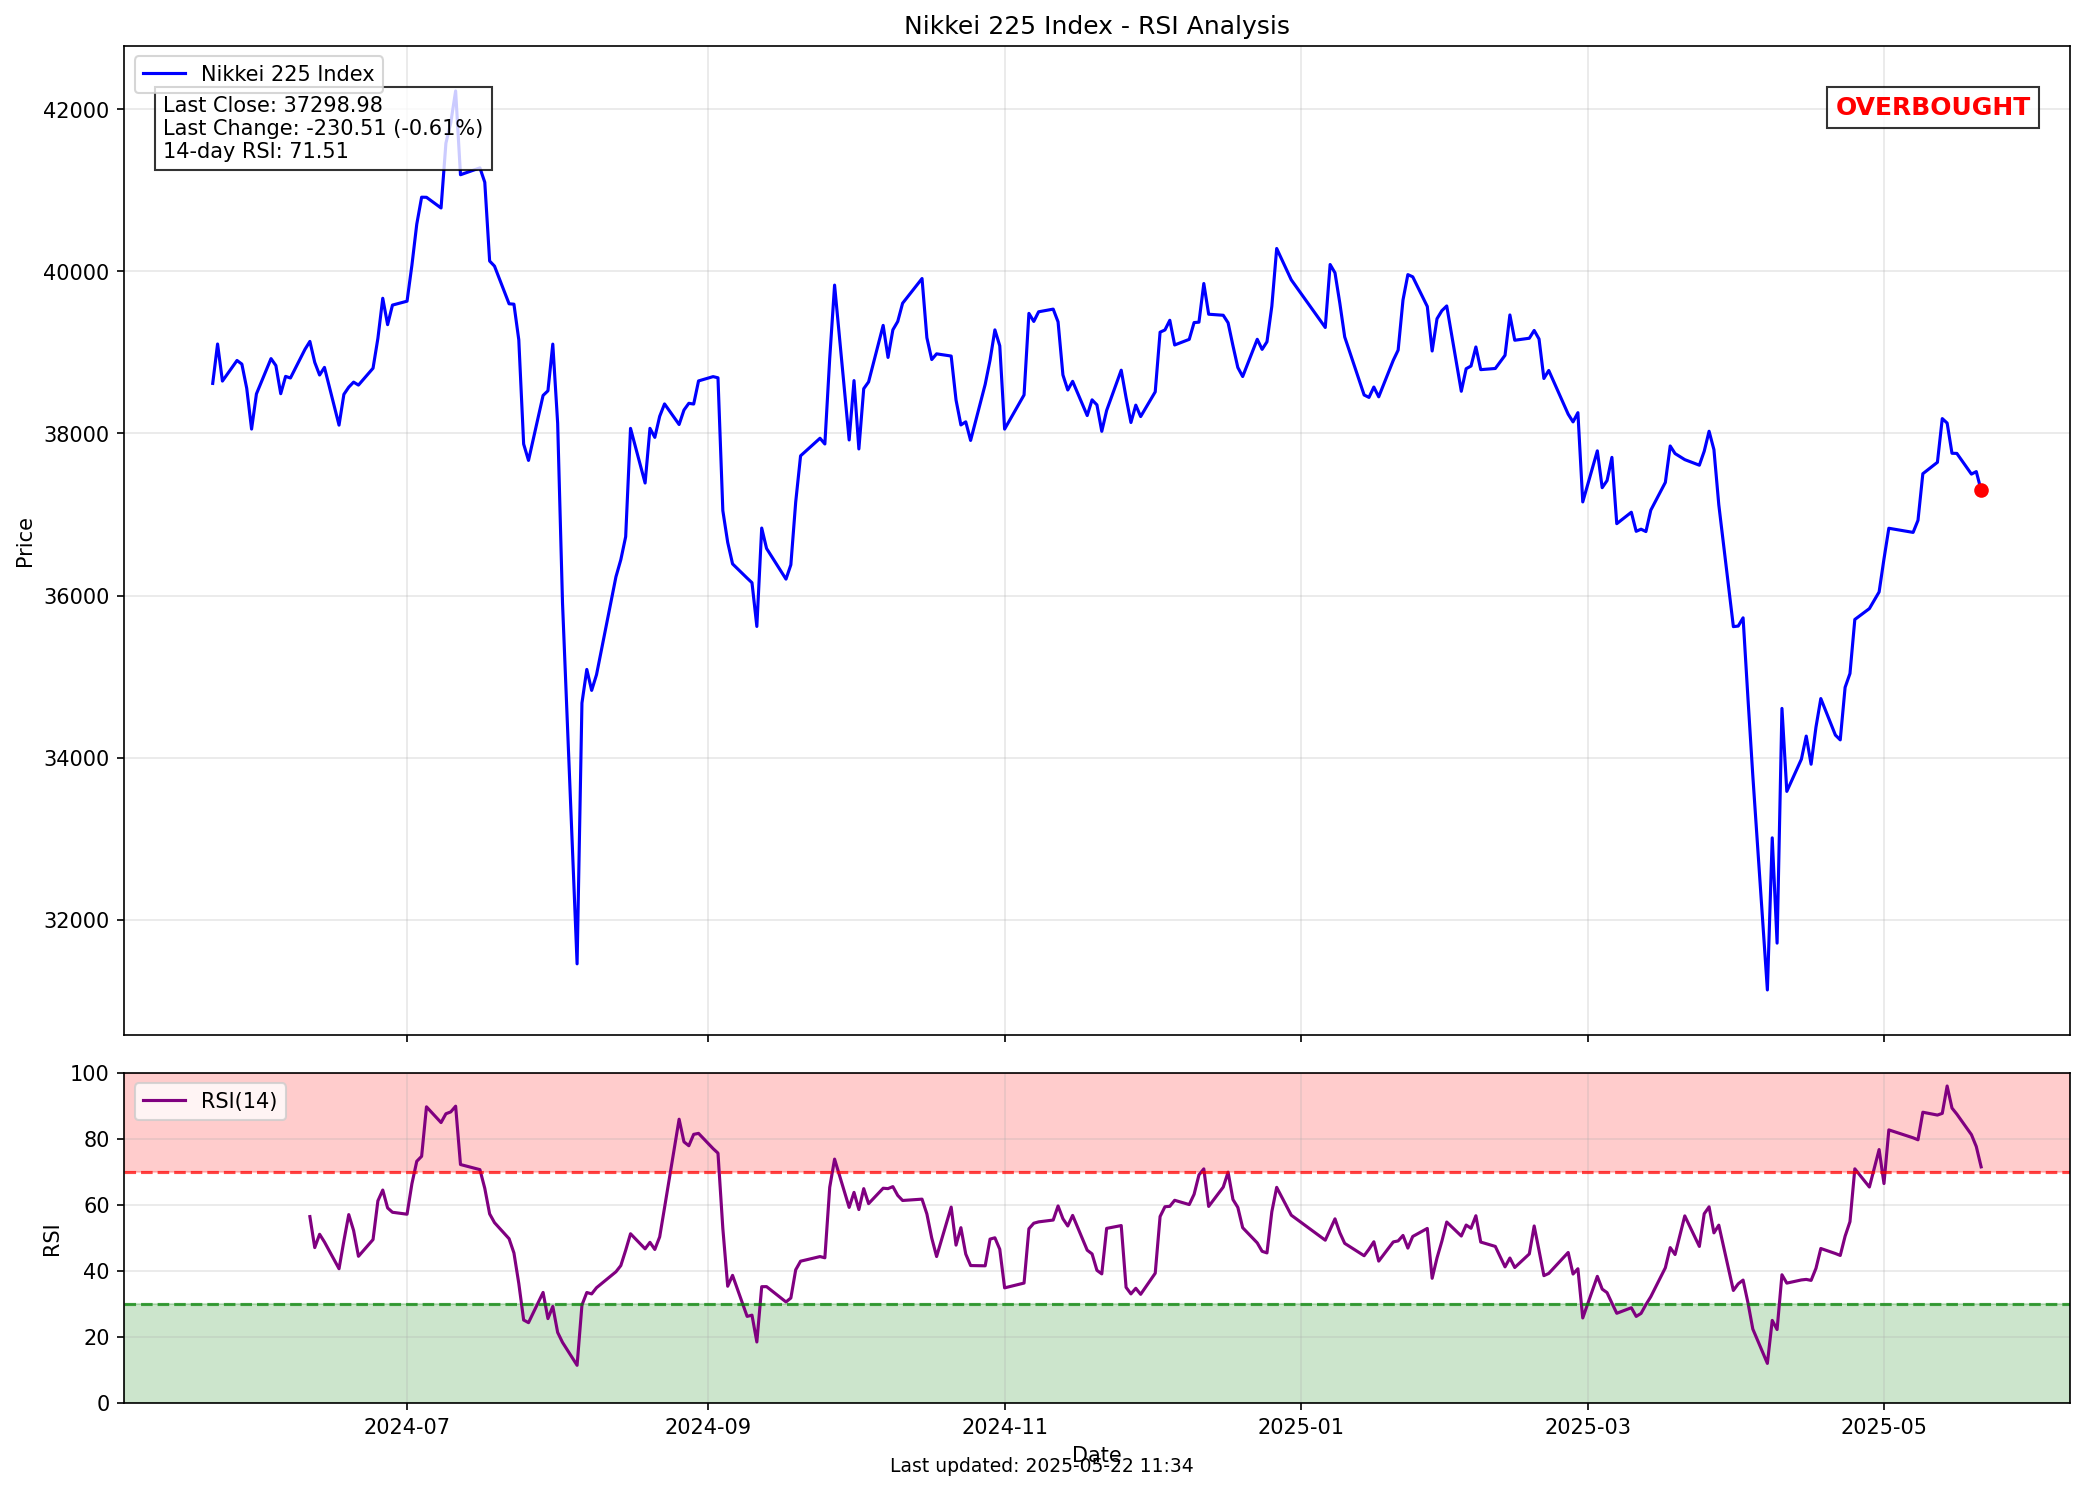 Nikkei 225 Index - RSI Analysis
Nikkei 225 Index
Last Close: 37298.98
Last Change: -230.51 (-0.61%)
14-day RSI: 71.51
OVERBOUGHT
42000
40000
38000
36000
34000
32000
Price
100
80
60
40
20
0
RSI
RSI(14)
2024-07
2024-09
2024-11
2025-01
2025-03
2025-05
Date
Last updated: 2025-05-22 11:34